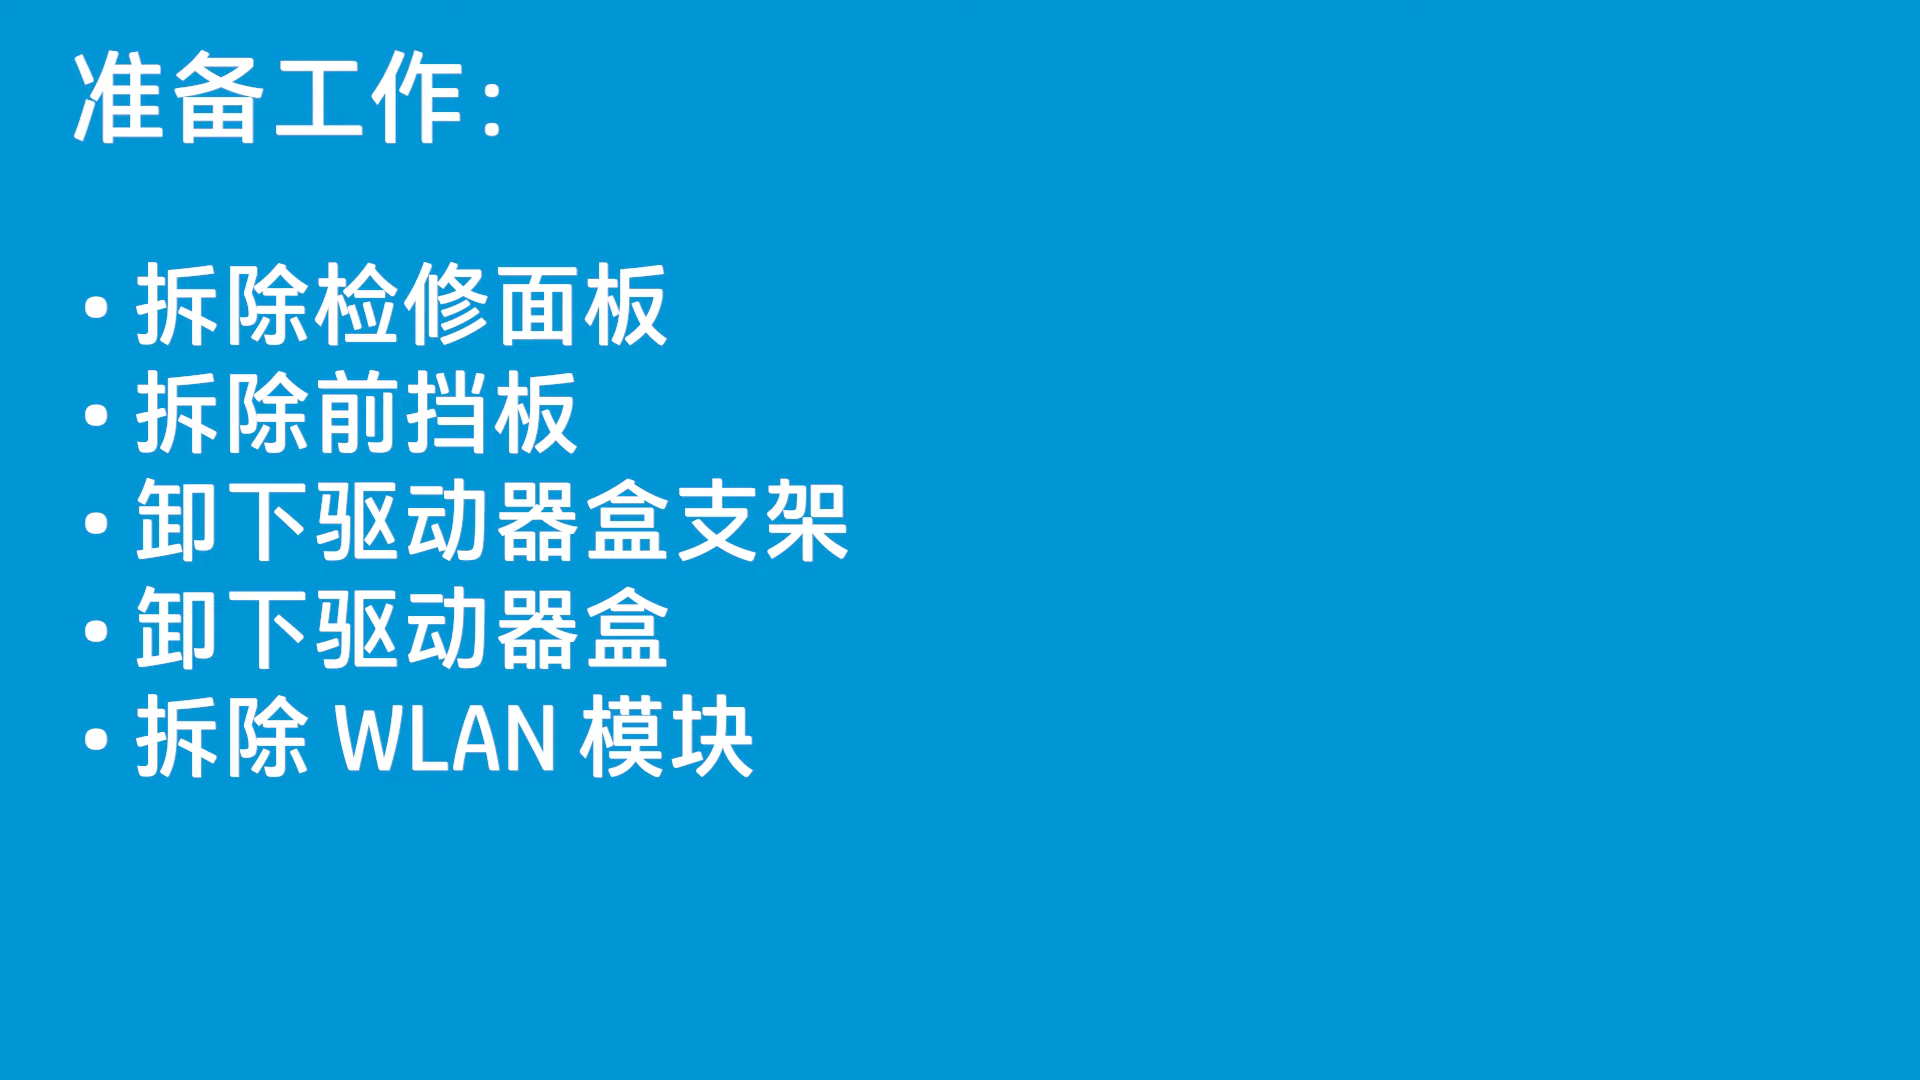 准备工作：
• 拆除检修面板
• 拆除前挡板
• 卸下驱动器盒支架
• 卸下驱动器盒
• 拆除 WLAN 模块